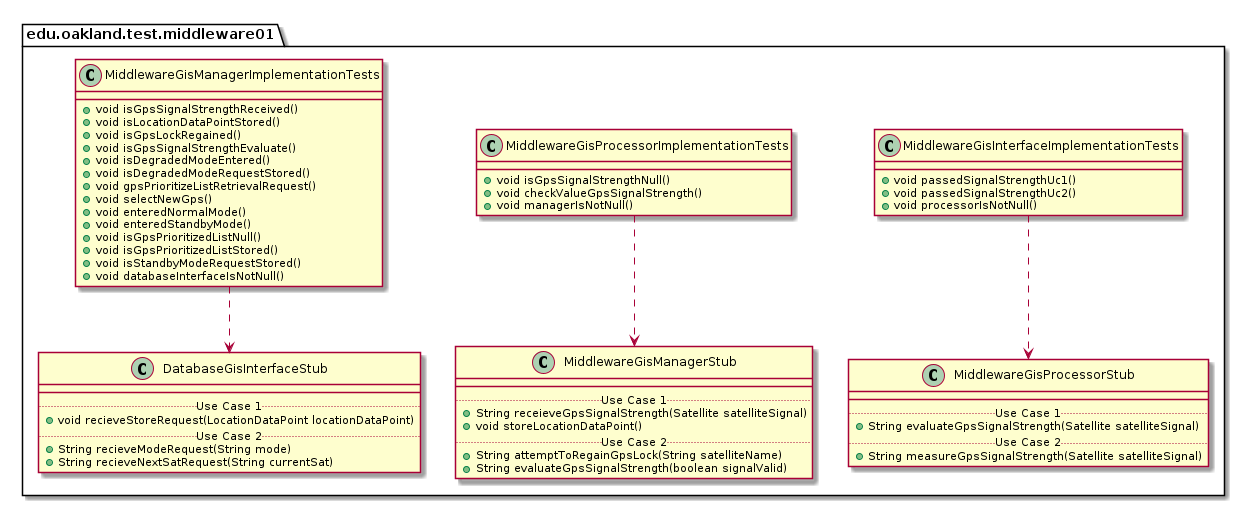 edu.oakland.test.middleware01
C MiddlewareGisManagerImplementationTests
void isGpsSignalStrengthReceived()
void isLocationDataPointStored()
void isGpsLockRegained()
void isGpsSignalStrengthEvaluate()
void isDegradedModeEntered()
void isDegradedModeRequestStored()
void gpsPrioritizeListRetrievalRequest()
void selectNewGps()
void enteredNormalMode()
void enteredStandbyMode()
void isGpsPrioritizedListNull()
void isGpsPrioritizedListStored()
void isStandbyModeRequestStored()
void databaseInterfaceIsNotNull()
C MiddlewareGisProcessorImplementationTests
void isGpsSignalStrengthNull()
void checkValueGpsSignalStrength()
void managerIsNotNull()
C MiddlewareGisInterfaceImplementationTests
void passedSignalStrengthUc1()
void passedSignalStrengthUc2()
void processorIsNotNull()
C DatabaseGisInterfaceStub
Use Case 1
void recieveStoreRequest(LocationDataPoint locationDataPoint)
Use Case 2
String recieveModeRequest(String mode)
String recieveNextSatRequest(String currentSat)
C MiddlewareGisManagerStub
Use Case 1
String receieveGpsSignalStrength(Satellite satelliteSignal)
void storeLocationDataPoint()
Use Case 2
String attemptToRegainGpsLock(String satelliteName)
String evaluateGpsSignalStrength(boolean signalValid)
C MiddlewareGisProcessorStub
Use Case 1
String evaluateGpsSignalStrength(Satellite satelliteSignal)
Use Case 2
String measureGpsSignalStrength(Satellite satelliteSignal)